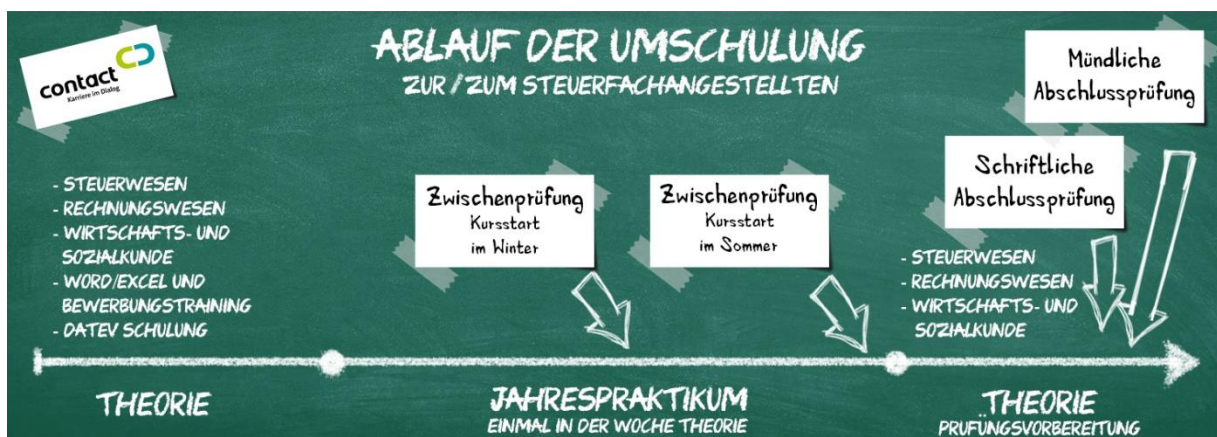 contact
Karriere im Dialog
ABLAUF DER UMSCHULUNG
ZUR / ZUM STEUERFACHANGESTELLTEN
Mündliche
Abschlussprüfung
Schriftliche
Abschlussprüfung
- STEUERWESEN
- RECHNUNGSWESEN
- WIRTSCHAFTS- UND
SOZIALKUNDE
- WORD/EXCEL UND
BEWERBUNGSTRAINING
- DATEV SCHULUNG
Zwischenprüfung
Kursstart
im Winter
Zwischenprüfung
Kursstart
im Sommer
- STEUERWESEN
- RECHNUNGSWESEN
- WIRTSCHAFTS- UND
SOZIALKUNDE
THEORIE
JAHRESPRAKTIKUM
EINMAL IN DER WOCHE THEORIE
THEORIE
PRÜFUNGSVORBEREITUNG